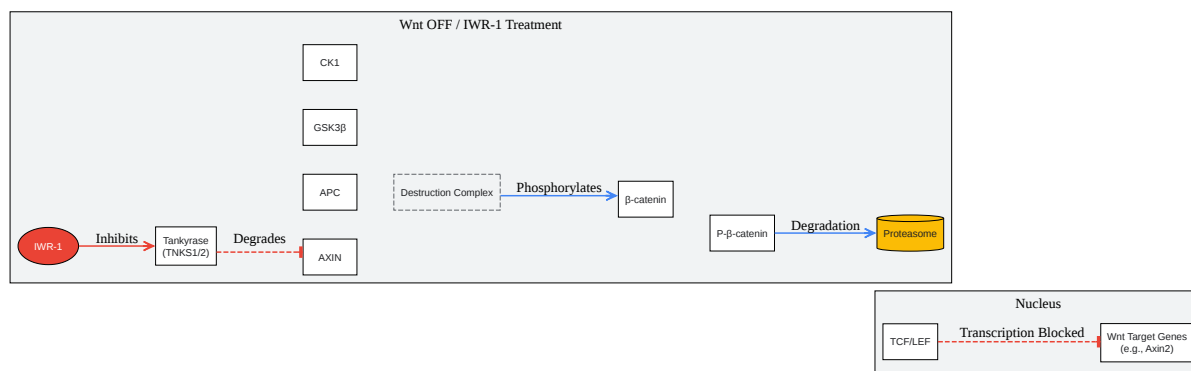 Wnt OFF / IWR-1 Treatment
CK1
GSK3β
APC
Destruction Complex
Phosphorylates
β-catenin
IWR-1
Inhibits
Tankyrase
(TNKS1/2)
Degrades
AXIN
P-β-catenin
Degradation
Proteasome
Nucleus
TCF/LEF
Transcription Blocked
Wnt Target Genes
(e.g., Axin2)